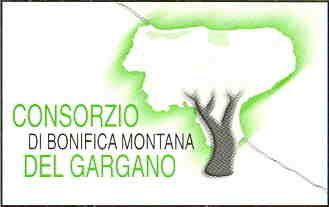 CONSORZIO
DI BONIFICA MONTANA
DEL GARGANO